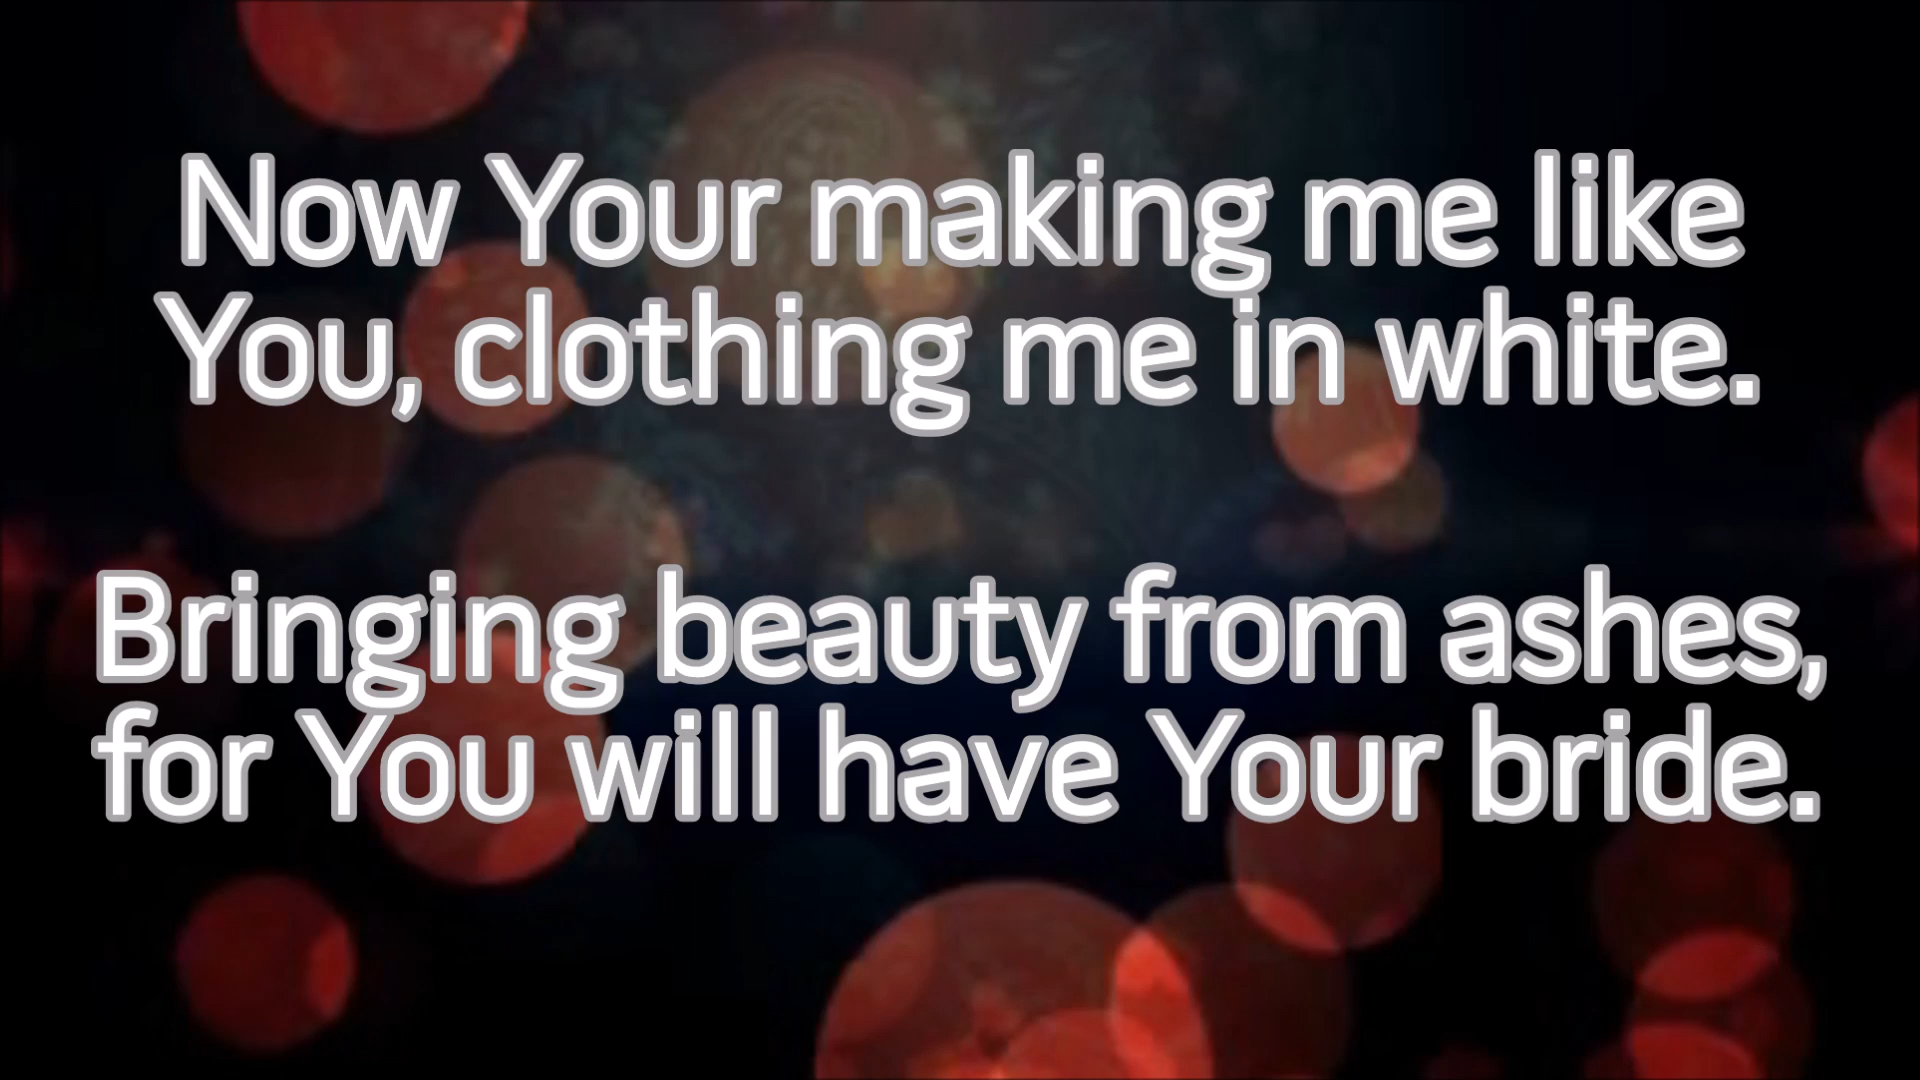 Now Your making me like
You, clothing me in white.
Bringing beauty from ashes,
for You will have Your bride.